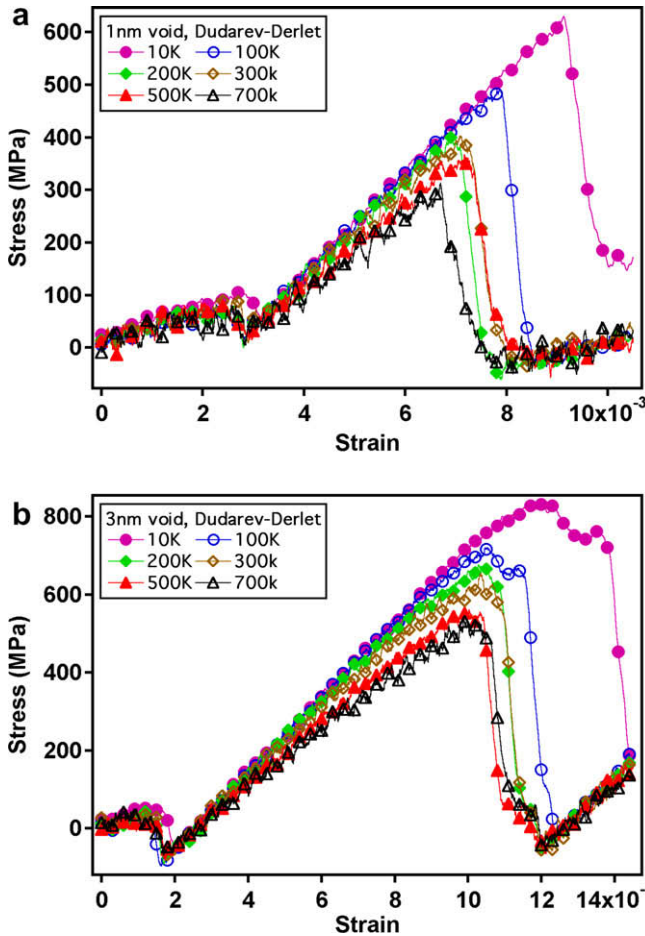 a
1nm void, Dudarev-Derlet
10K 100K
200K 300k
500K 700k
Stress (MPa)
600
500
400
300
200
100
0
0 2 4 6 8 10x10-3
Strain
b
3nm void, Dudarev-Derlet
10K 100K
200K 300k
500K 700k
Stress (MPa)
800
600
400
200
0
0 2 4 6 8 10 12 14x10-
Strain